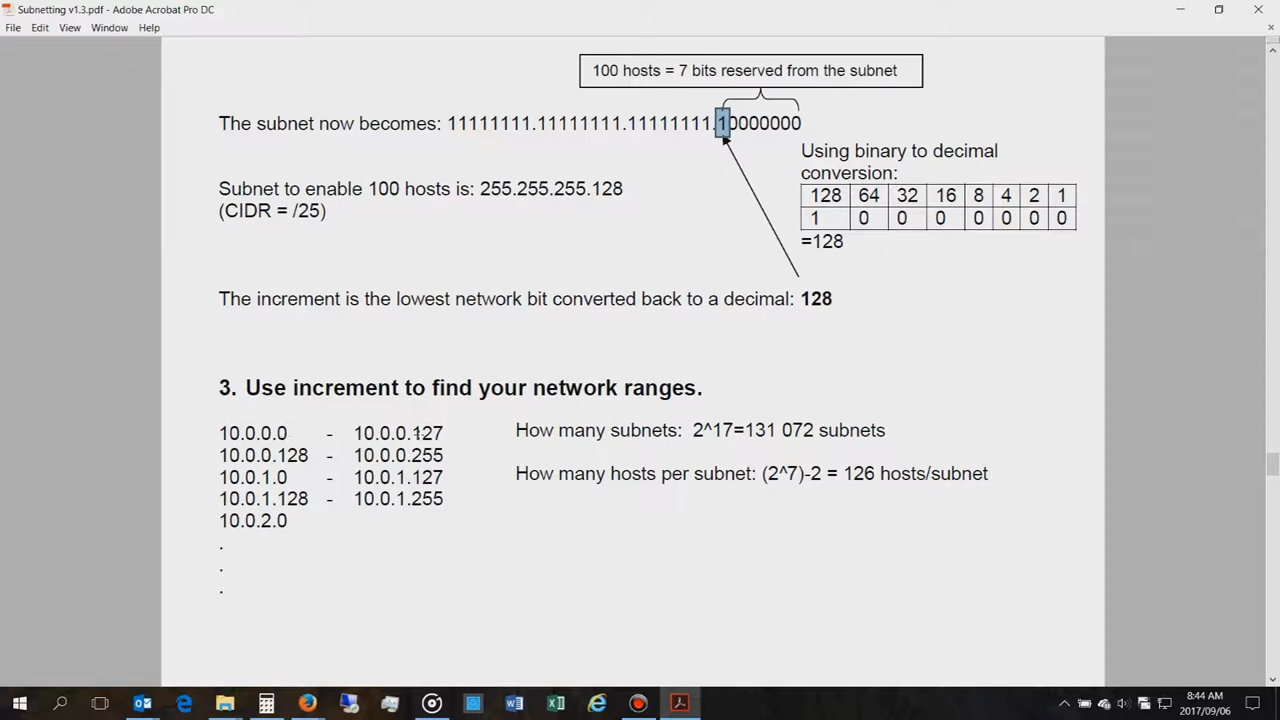 Subnetting v1.3.pdf - Adobe Acrobat Pro DC
File Edit View Window Help
100 hosts = 7 bits reserved from the subnet
The subnet now becomes: 11111111.11111111.11111111.10000000
Using binary to decimal
conversion:
128 64 32 16 8 4 2 1
1 0 0 0 0 0 0 0
=128
Subnet to enable 100 hosts is: 255.255.255.128
(CIDR = /25)
The increment is the lowest network bit converted back to a decimal: 128
3. Use increment to find your network ranges.
10.0.0.0 - 10.0.0.127
10.0.0.128 - 10.0.0.255
10.0.1.0 - 10.0.1.127
10.0.1.128 - 10.0.1.255
10.0.2.0
.
.
.
How many subnets: 2^17=131 072 subnets
How many hosts per subnet: (2^7)-2 = 126 hosts/subnet
8:44 AM
2017/09/06